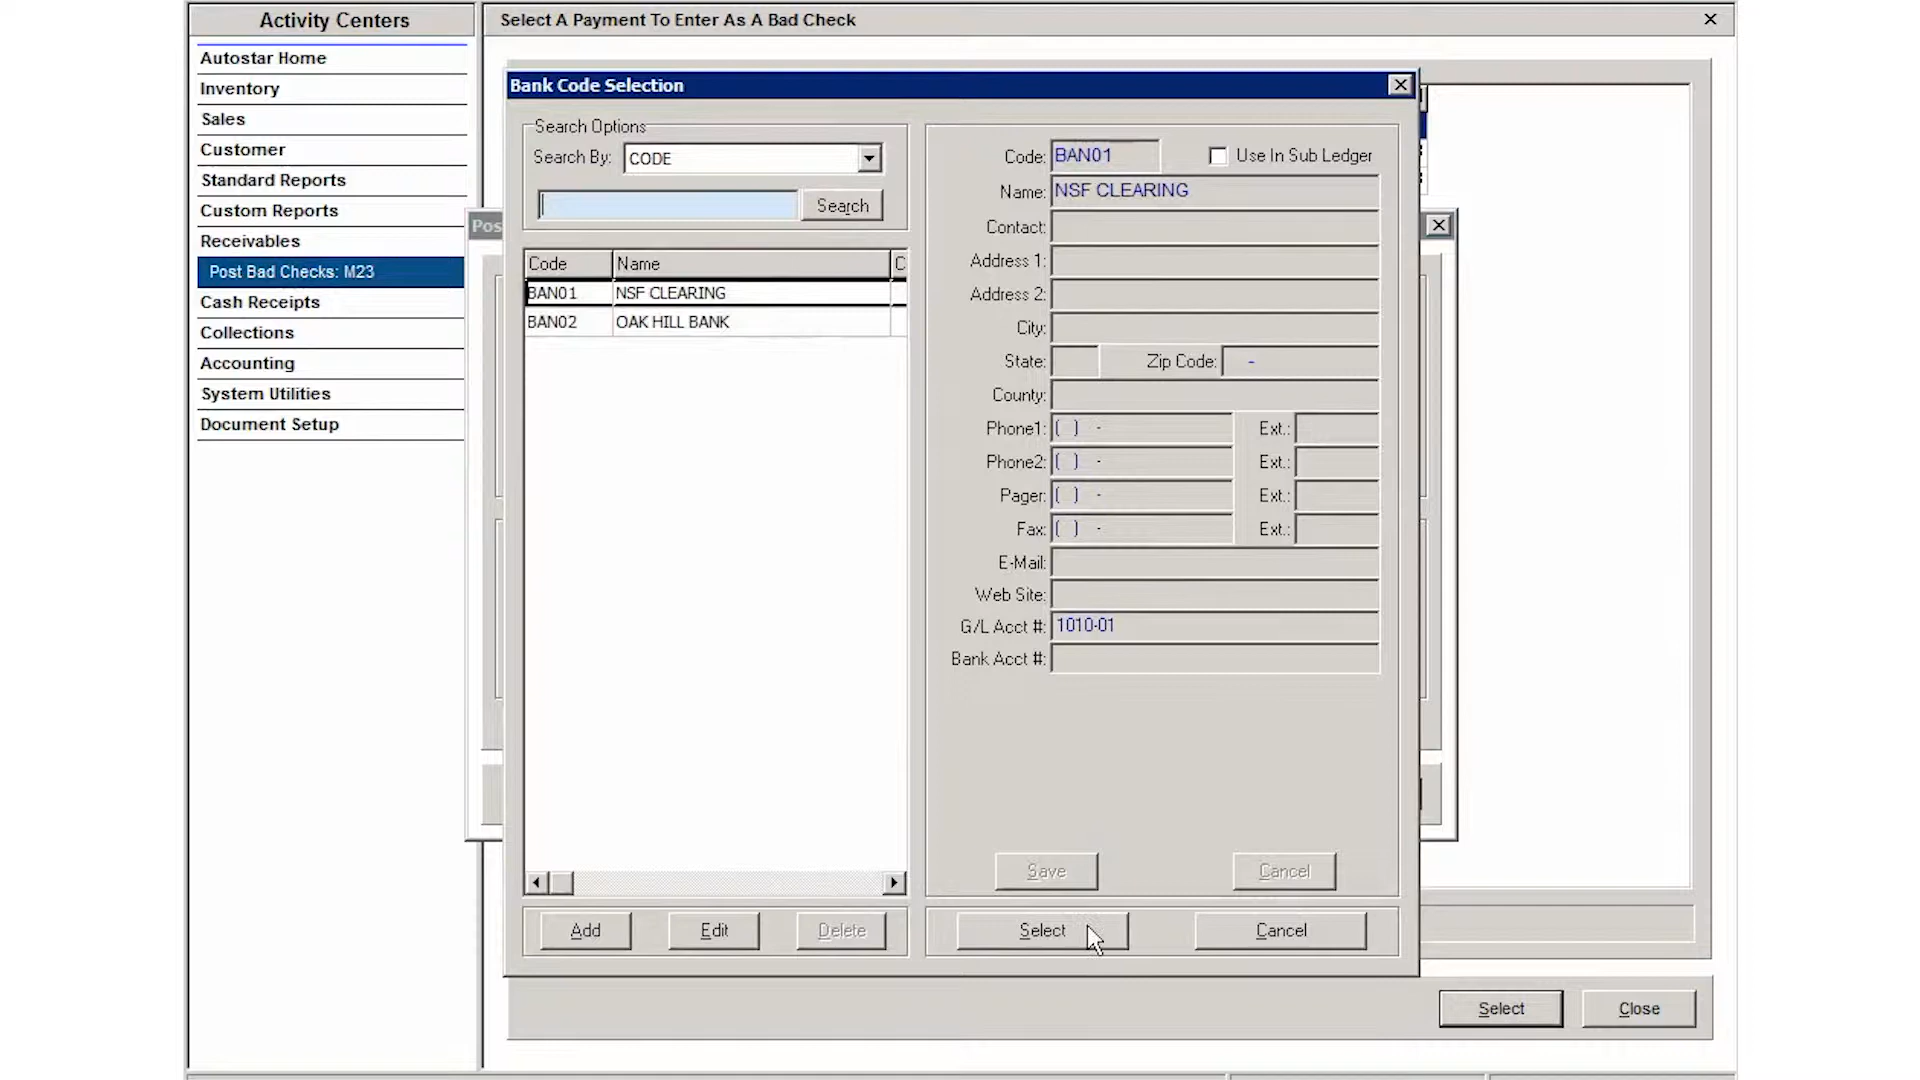 Activity Centers
Select A Payment To Enter As A Bad Check
Autostar Home
Inventory
Sales
Customer
Standard Reports
Custom Reports
Receivables
Post Bad Checks: M23
Cash Receipts
Collections
Accounting
System Utilities
Document Setup
Pos
Bank Code Selection
Search Options
Search By: CODE
Search
Code Name C
BAN01 NSF CLEARING
BAN02 OAK HILL BANK
Add Edit Delete
Code: BAN01 Use In Sub Ledger
Name: NSF CLEARING
Contact:
Address 1:
Address 2:
City:
State: Zip Code: -
County:
Phone1: ( ) - Ext.:
Phone2: ( ) - Ext.:
Pager: ( ) - Ext.:
Fax: ( ) - Ext.:
E-Mail:
Web Site:
G/L Acct #: 1010-01
Bank Acct #:
Save Cancel
Select Cancel
Select Close